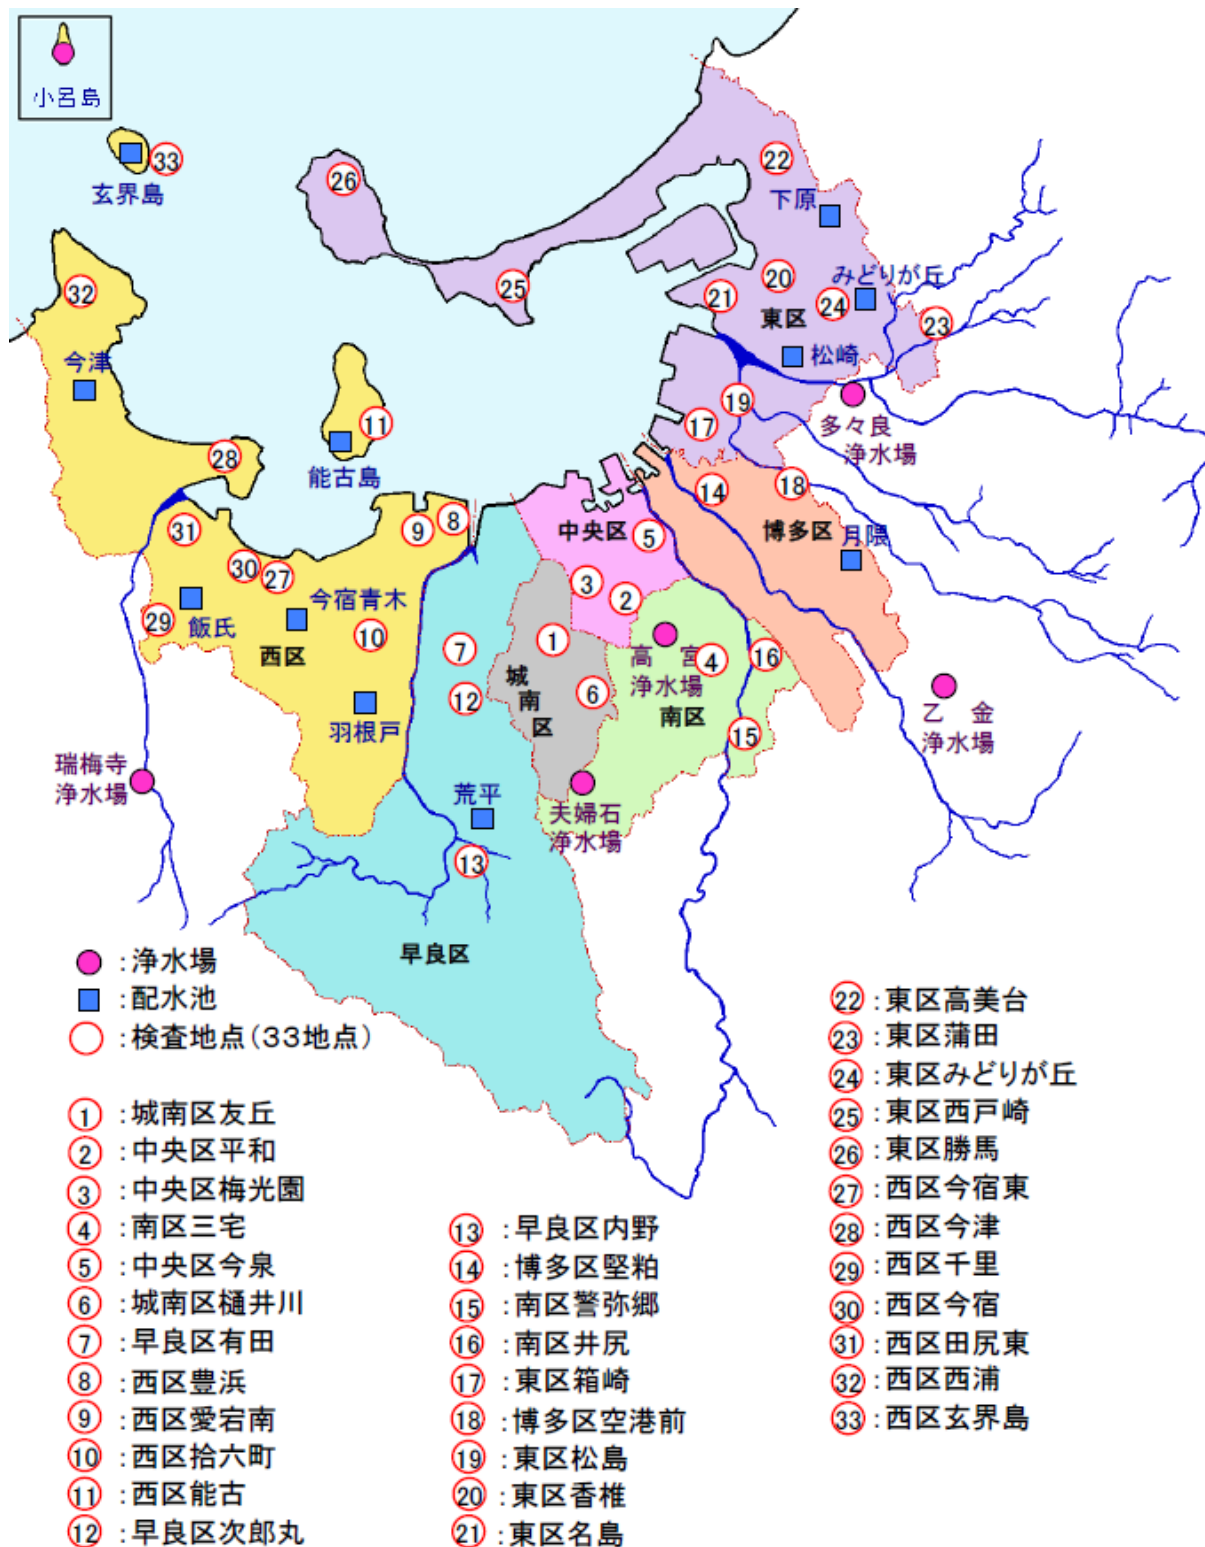 小呂島
33
玄界島
26
22
下原
32
25
20
みどりが丘
21
24
23
東区
今津
松崎
11
19
多々良
浄水場
17
28
能古島
14
18
31
9
8
中央区
5
博多区
月隈
30
27
3
2
29
飯氏
今宿青木
10
西区
7
1
高宮
浄水場
4
16
城南区
12
6
南区
羽根戸
15
乙金
浄水場
瑞梅寺
浄水場
荒平
夫婦石
浄水場
13
早良区
:浄水場
:配水池
:検査地点(33地点)
1:城南区友丘
2:中央区平和
3:中央区梅光園
4:南区三宅
5:中央区今泉
6:城南区樋井川
7:早良区有田
8:西区豊浜
9:西区愛宕南
10:西区拾六町
11:西区能古
12:早良区次郎丸
13:早良区内野
14:博多区堅粕
15:南区警弥郷
16:南区井尻
17:東区箱崎
18:博多区空港前
19:東区松島
20:東区香椎
21:東区名島
22:東区高美台
23:東区蒲田
24:東区みどりが丘
25:東区西戸崎
26:東区勝馬
27:西区今宿東
28:西区今津
29:西区千里
30:西区今宿
31:西区田尻東
32:西区西浦
33:西区玄界島